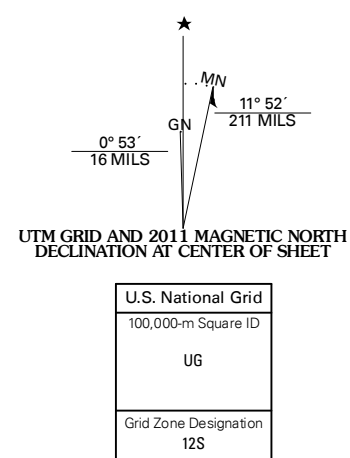 MN
11° 52´
211 MILS
GN
0° 53´
16 MILS
UTM GRID AND 2011 MAGNETIC NORTH
DECLINATION AT CENTER OF SHEET
U.S. National Grid
100,000-m Square ID
UG
Grid Zone Designation
12S